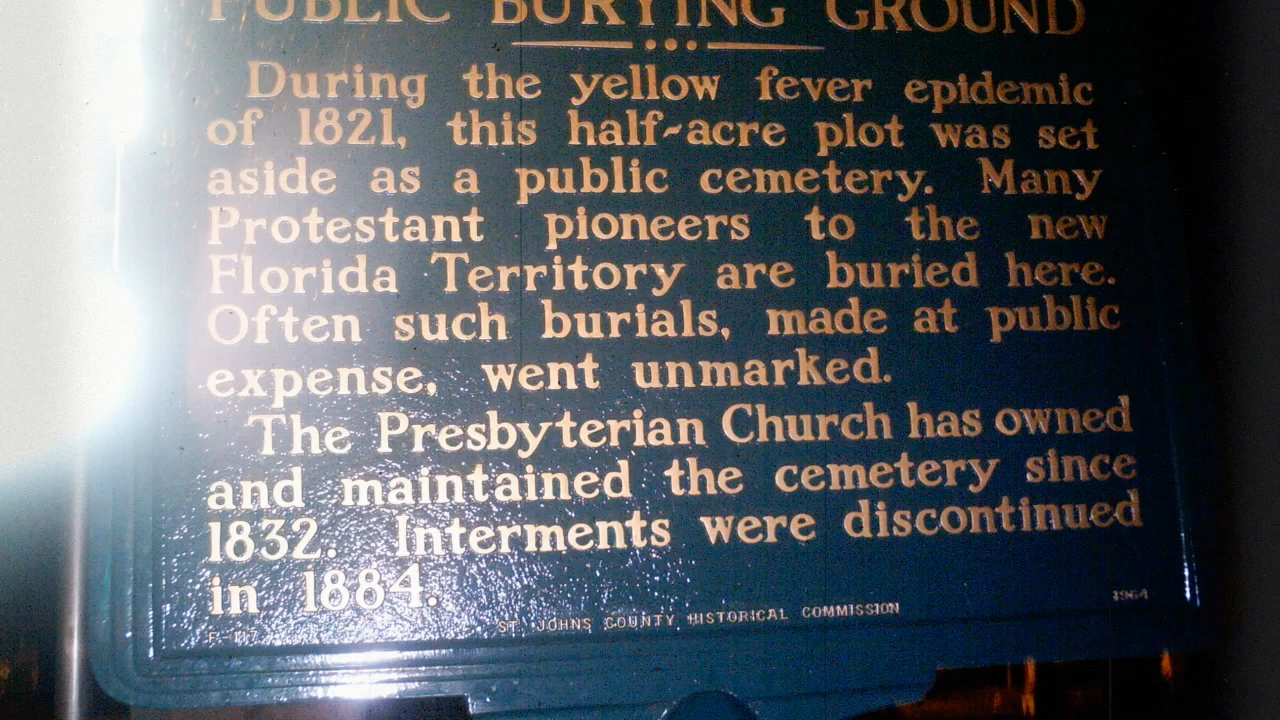 PUBLIC BURYING GROUND
During the yellow fever epidemic
of 1821, this half-acre plot was set
aside as a public cemetery. Many
Protestant pioneers to the new
Florida Territory are buried here.
Often such burials, made at public
expense, went unmarked.
The Presbyterian Church has owned
and maintained the cemetery since
1832. Interments were discontinued
in 1884.
F-117 ST. JOHNS COUNTY HISTORICAL COMMISSION 1964